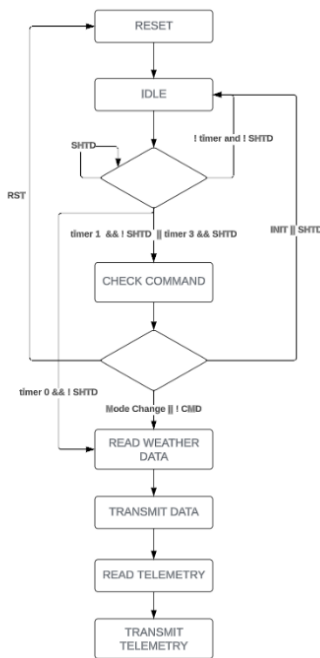 RESET
IDLE
SHTD
! timer and ! SHTD
RST
timer 1 && ! SHTD || timer 3 && SHTD
INIT || SHTD
CHECK COMMAND
timer 0 && ! SHTD
Mode Change || ! CMD
READ WEATHER
DATA
TRANSMIT DATA
READ TELEMETRY
TRANSMIT
TELEMETRY